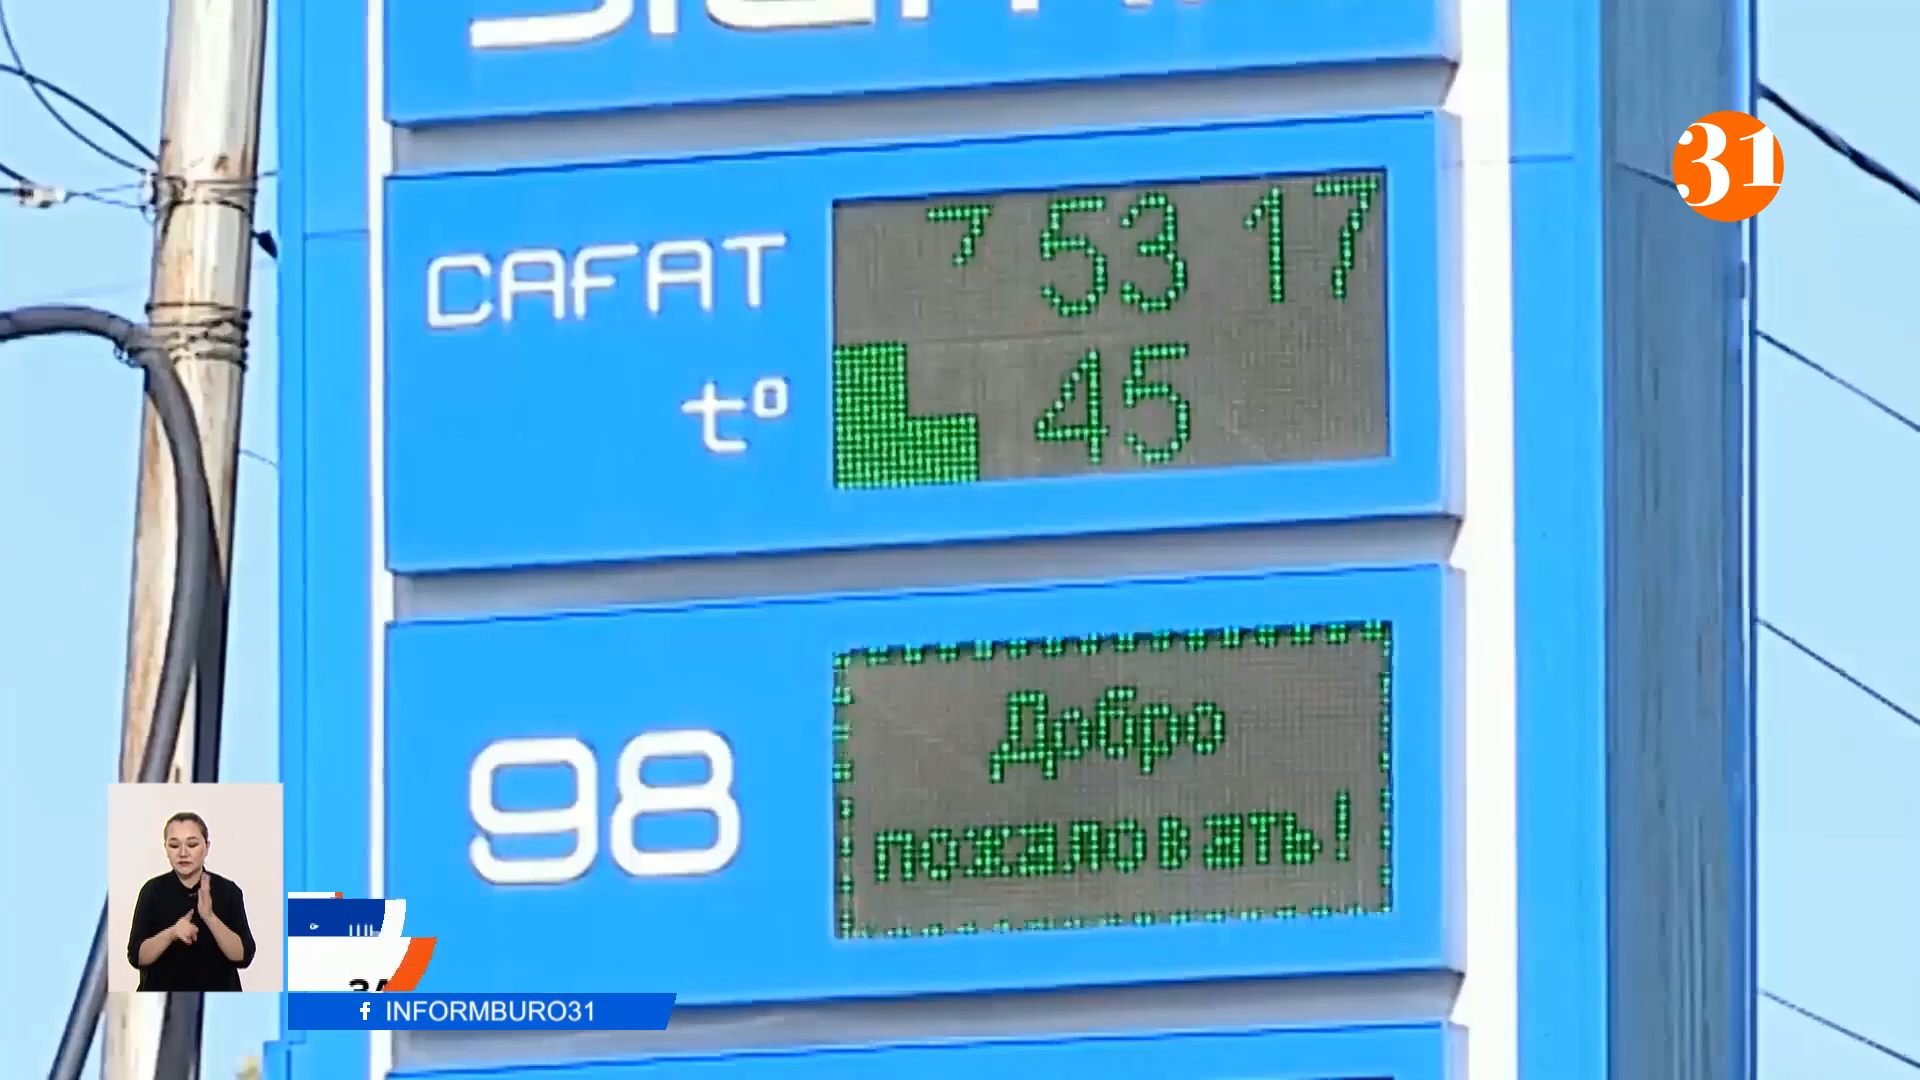 31
САҒАТ
7 53 17
t°
45
98
Добро
пожаловать!
INFORMBURO31